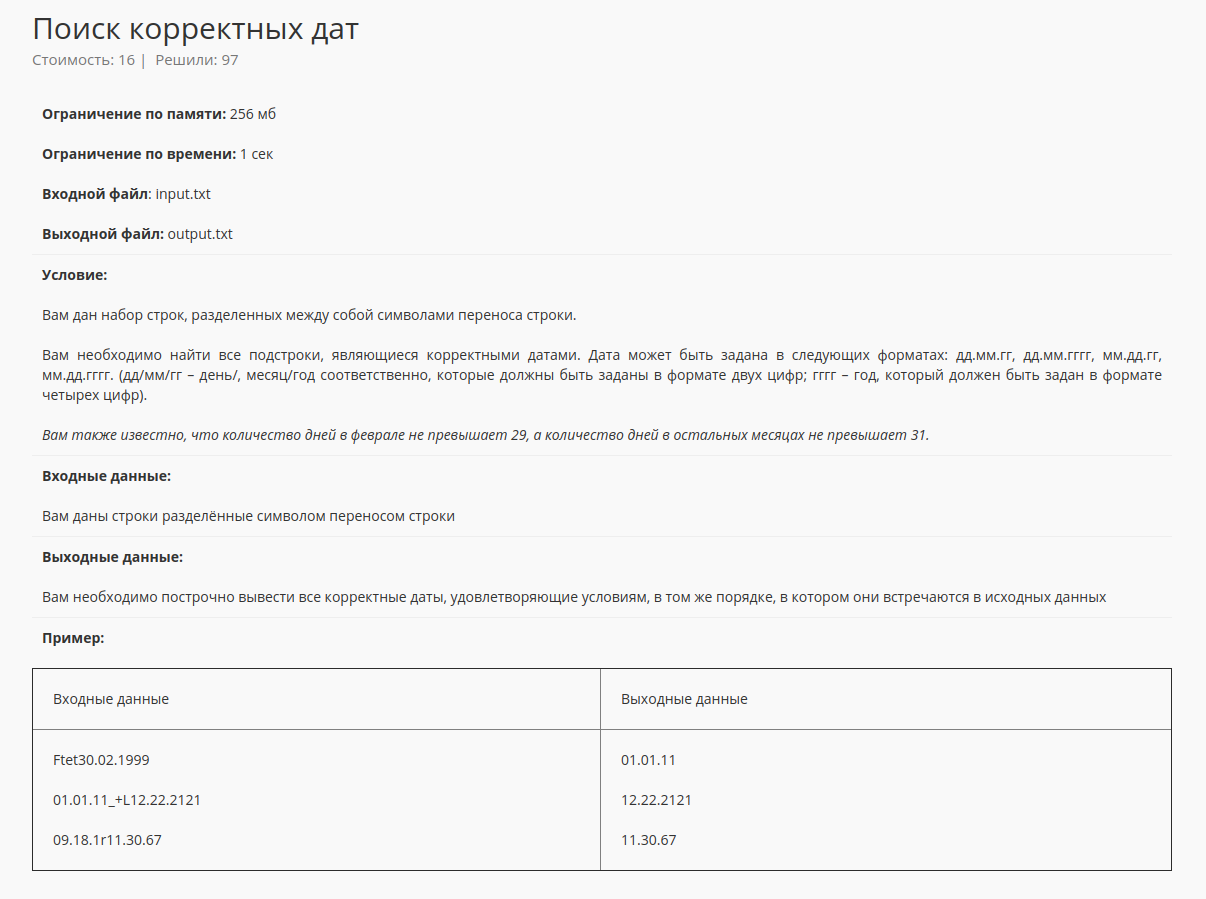 Поиск корректных дат
Стоимость: 16 | Решили: 97
Ограничение по памяти: 256 мб
Ограничение по времени: 1 сек
Входной файл: input.txt
Выходной файл: output.txt
Условие:
Вам дан набор строк, разделенных между собой символами переноса строки.
Вам необходимо найти все подстроки, являющиеся корректными датами. Дата может быть задана в следующих форматах: дд.мм.гг, дд.мм.гггг, мм.дд.гг,
мм.дд.гггг. (дд/мм/гг – день/, месяц/год соответственно, которые должны быть заданы в формате двух цифр; гггг – год, который должен быть задан в формате
четырех цифр).
Вам также известно, что количество дней в феврале не превышает 29, а количество дней в остальных месяцах не превышает 31.
Входные данные:
Вам даны строки разделённые символом переносом строки
Выходные данные:
Вам необходимо построчно вывести все корректные даты, удовлетворяющие условиям, в том же порядке, в котором они встречаются в исходных данных
Пример:
Входные данные
Выходные данные
Ftet30.02.1999
01.01.11
01.01.11_+L12.22.2121
12.22.2121
09.18.1r11.30.67
11.30.67